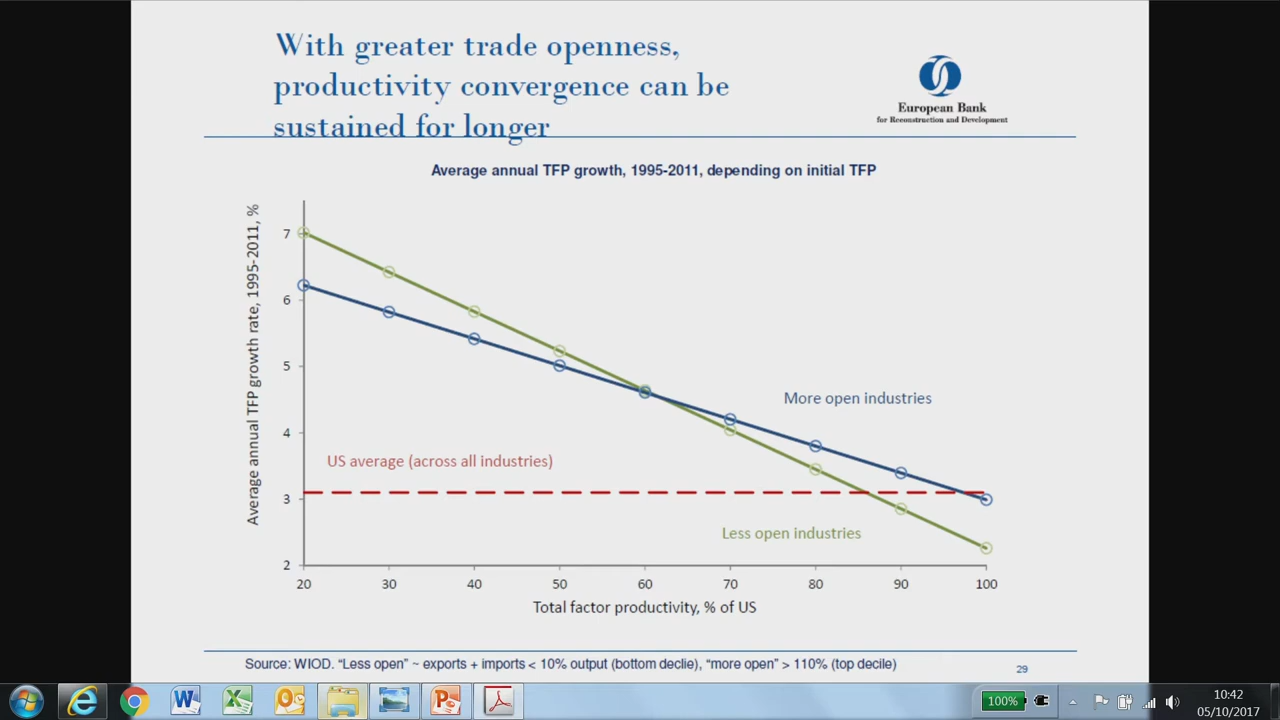 With greater trade openness,
productivity convergence can be
sustained for longer
European Bank
for Reconstruction and Development
Average annual TFP growth, 1995-2011, depending on initial TFP
Average annual TFP growth rate, 1995-2011, %
7
6
5
4
3
2
More open industries
US average (across all industries)
Less open industries
20 30 40 50 60 70 80 90 100
Total factor productivity, % of US
Source: WIOD. “Less open” ~ exports + imports < 10% output (bottom declie), “more open” > 110% (top decile)
29
100%
10:42
05/10/2017